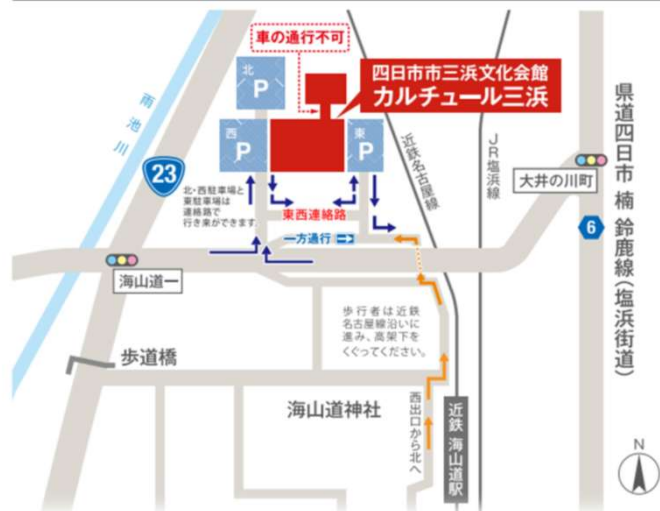 車の通行不可
四日市市三浜文化会館
カルチュール三浜
北
P
西
P
東
P
雨池川
23
北・西駐車場と
東駐車場は
連絡路で
行き来ができます。
東西連絡路
一方通行
近鉄名古屋線
JR塩浜線
大井の川町
県道四日市 楠 鈴鹿線(塩浜街道)
6
海山道一
歩行者は近鉄
名古屋線沿いに
進み、高架下を
くぐってください。
歩道橋
海山道神社
西出口から北へ
近鉄 海山道駅
N